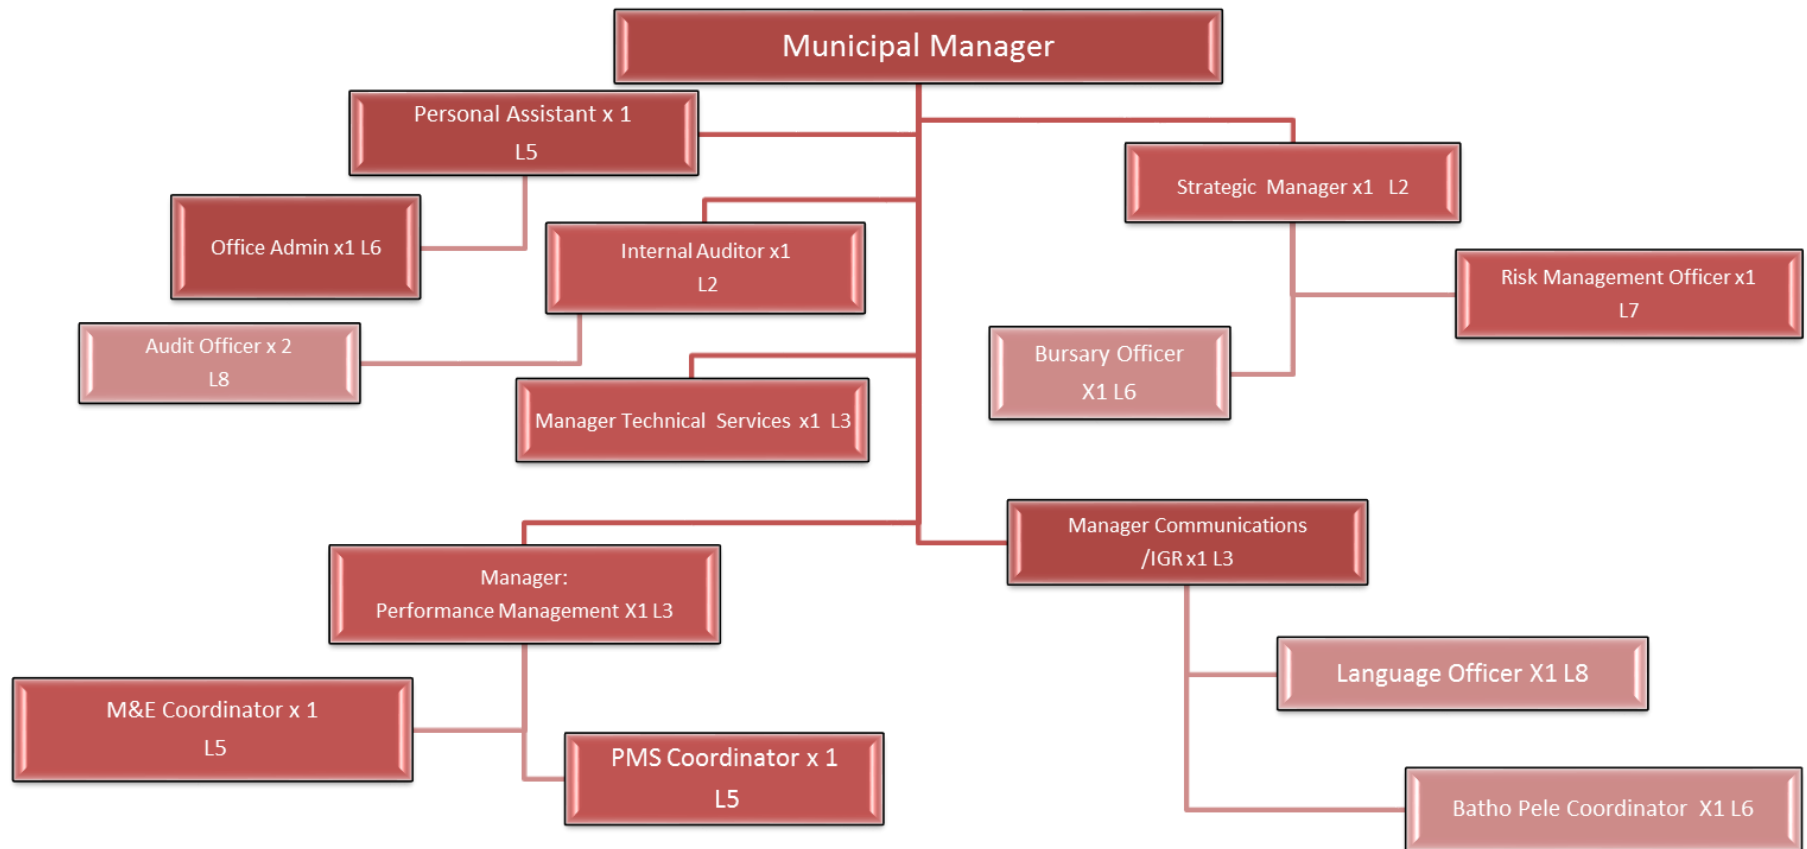 Municipal Manager
Personal Assistant x 1
L5
Strategic Manager x1 L2
Office Admin x1 L6
Internal Auditor x1
L2
Risk Management Officer x1
L7
Audit Officer x 2
L8
Bursary Officer
X1 L6
Manager Technical Services x1 L3
Manager Communications
/IGR x1 L3
Manager:
Performance Management X1 L3
Language Officer X1 L8
M&E Coordinator x 1
L5
PMS Coordinator x 1
L5
Batho Pele Coordinator X1 L6